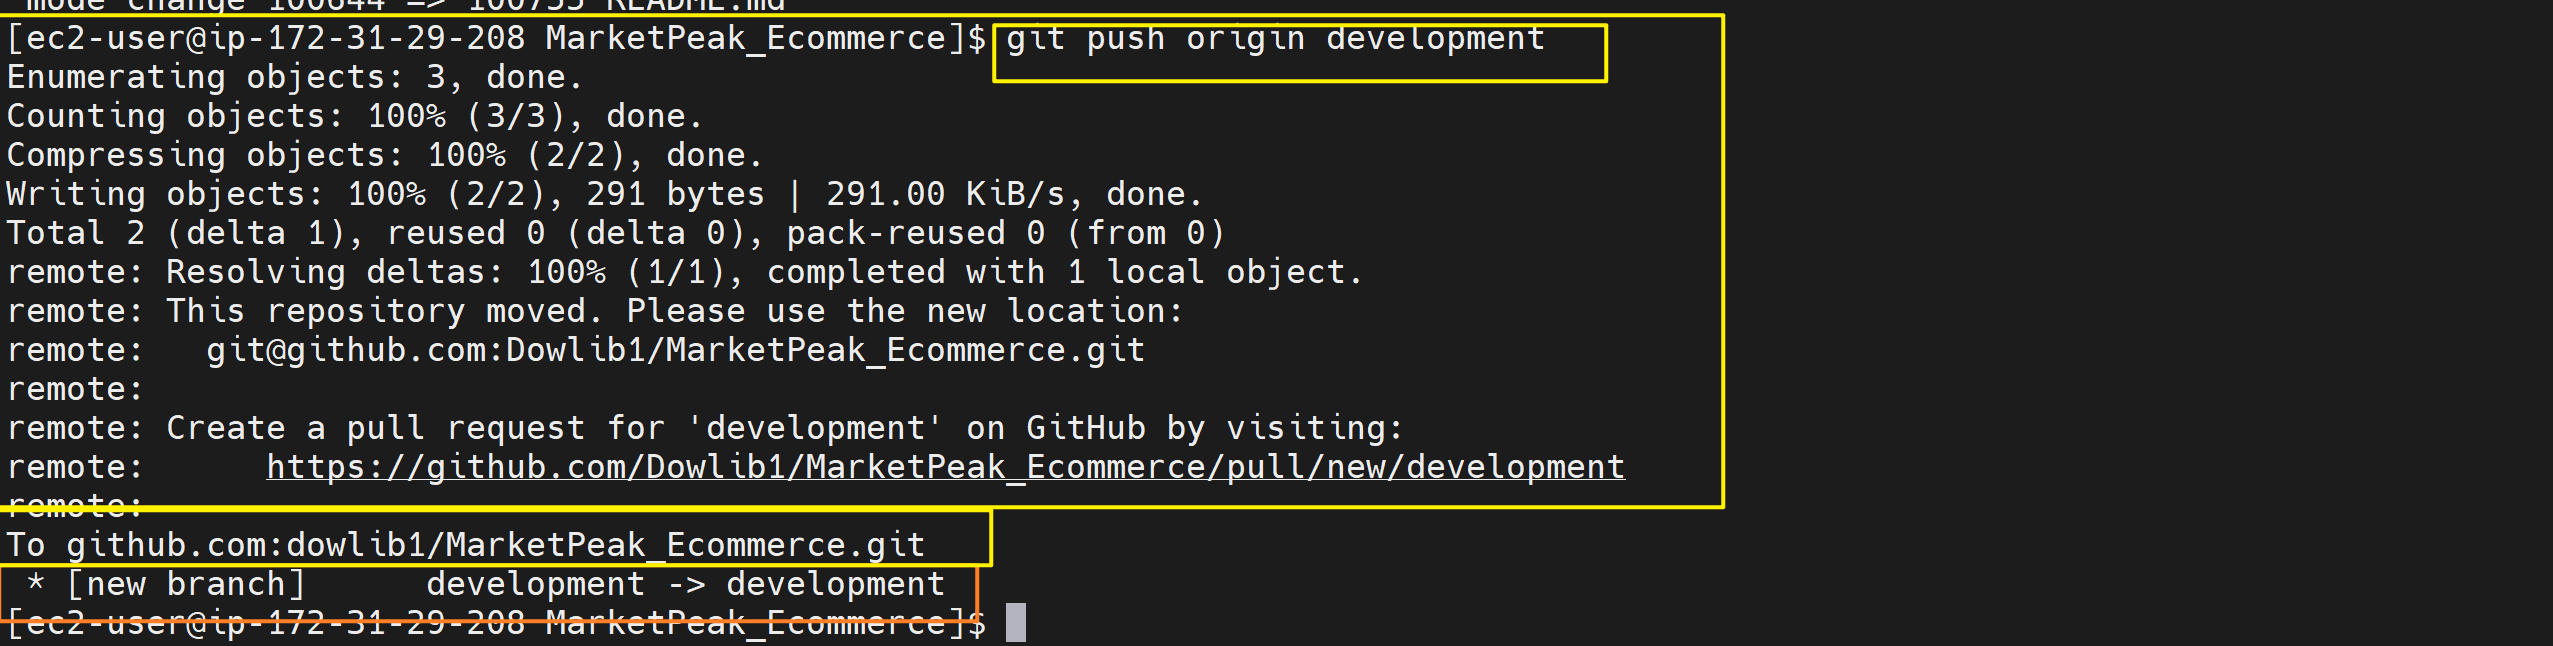 mode change 100644 => 100755 README.md
[ec2-user@ip-172-31-29-208 MarketPeak_Ecommerce]$ git push origin development
Enumerating objects: 3, done.
Counting objects: 100% (3/3), done.
Compressing objects: 100% (2/2), done.
Writing objects: 100% (2/2), 291 bytes | 291.00 KiB/s, done.
Total 2 (delta 1), reused 0 (delta 0), pack-reused 0 (from 0)
remote: Resolving deltas: 100% (1/1), completed with 1 local object.
remote: This repository moved. Please use the new location:
remote:   git@github.com:Dowlib1/MarketPeak_Ecommerce.git
remote:
remote: Create a pull request for 'development' on GitHub by visiting:
remote:      https://github.com/Dowlib1/MarketPeak_Ecommerce/pull/new/development
remote:
To github.com:dowlib1/MarketPeak_Ecommerce.git
 * [new branch]      development -> development
[ec2-user@ip-172-31-29-208 MarketPeak_Ecommerce]$